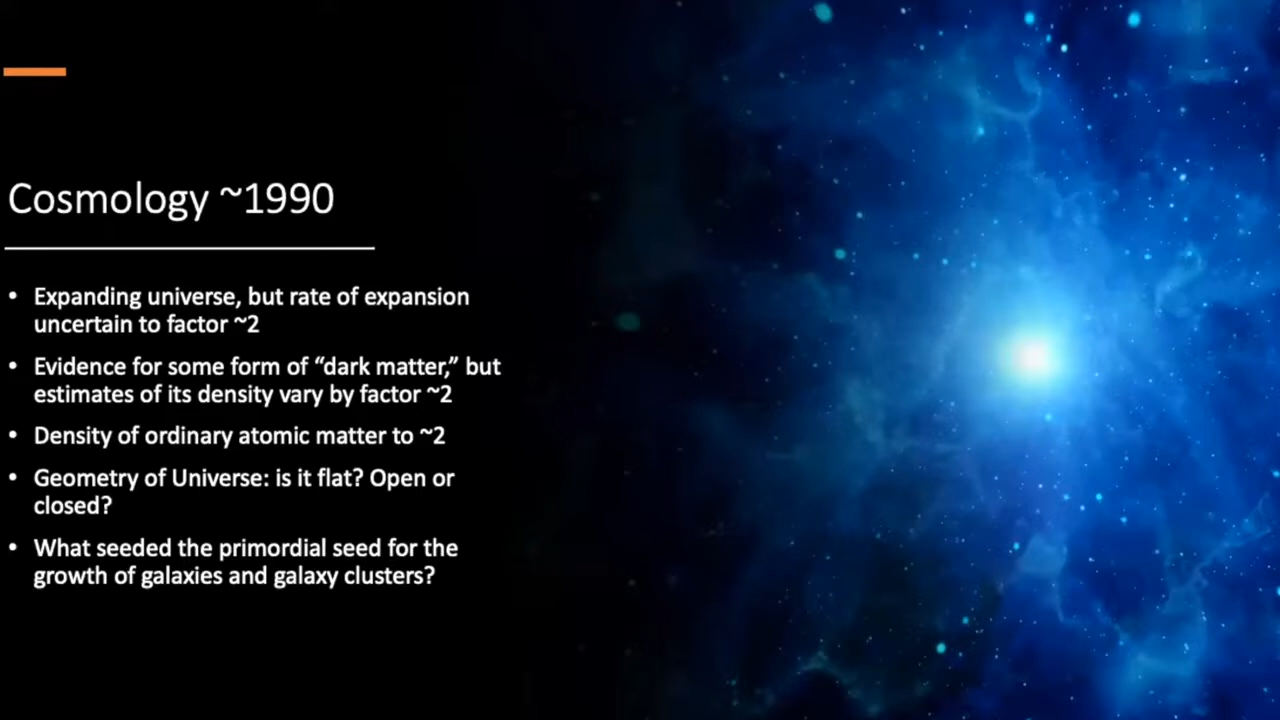 Cosmology ~1990
• Expanding universe, but rate of expansion
uncertain to factor ~2
• Evidence for some form of “dark matter,” but
estimates of its density vary by factor ~2
• Density of ordinary atomic matter to ~2
• Geometry of Universe: is it flat? Open or
closed?
• What seeded the primordial seed for the
growth of galaxies and galaxy clusters?